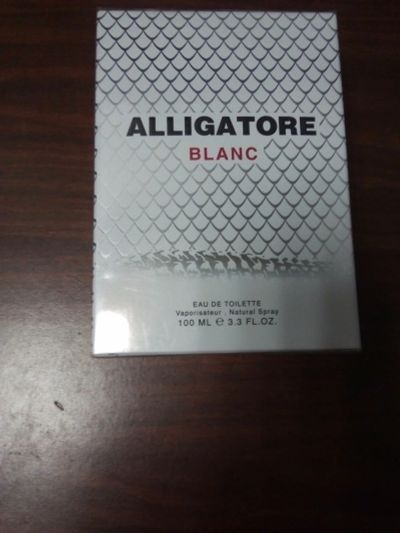 ALLIGATORE
BLANC
EAU DE TOILETTE
Vaporisateur . Natural Spray
100 ML ℮ 3.3 FL.OZ.